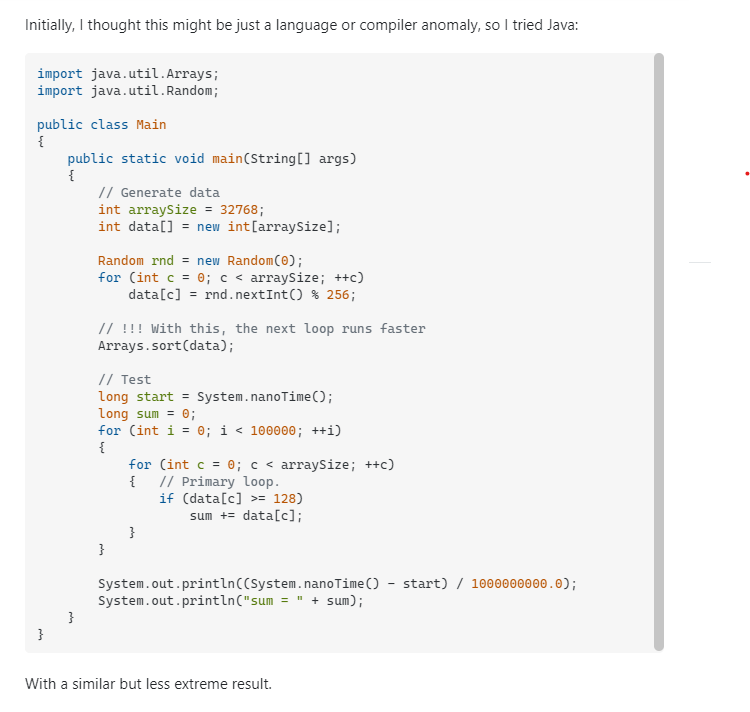 Initially, I thought this might be just a language or compiler anomaly, so I tried Java:
import java.util.Arrays;
import java.util.Random;
public class Main
{
    public static void main(String[] args)
    {
        // Generate data
        int arraySize = 32768;
        int data[] = new int[arraySize];
        Random rnd = new Random(0);
        for (int c = 0; c < arraySize; ++c)
            data[c] = rnd.nextInt() % 256;
        // !!! With this, the next loop runs faster
        Arrays.sort(data);
        // Test
        long start = System.nanoTime();
        long sum = 0;
        for (int i = 0; i < 100000; ++i)
        {
            for (int c = 0; c < arraySize; ++c)
            {   // Primary loop.
                if (data[c] >= 128)
                    sum += data[c];
            }
        }
        System.out.println((System.nanoTime() - start) / 1000000000.0);
        System.out.println("sum = " + sum);
    }
}
With a similar but less extreme result.